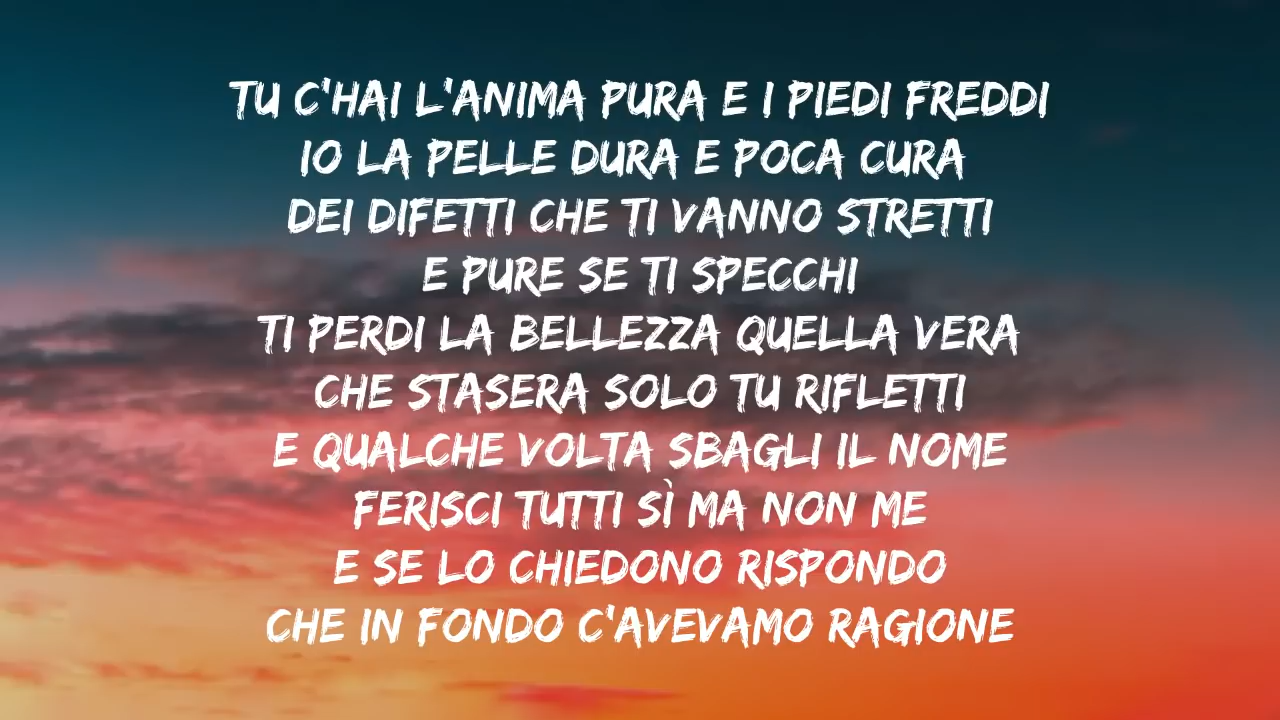 TU C'HAI L'ANIMA PURA E I PIEDI FREDDI
IO LA PELLE DURA E POCA CURA
DEI DIFETTI CHE TI VANNO STRETTI
E PURE SE TI SPECCHI
TI PERDI LA BELLEZZA QUELLA VERA
CHE STASERA SOLO TU RIFLETTI
E QUALCHE VOLTA SBAGLI IL NOME
FERISCI TUTTI SÌ MA NON ME
E SE LO CHIEDONO RISPONDO
CHE IN FONDO C'AVEVAMO RAGIONE